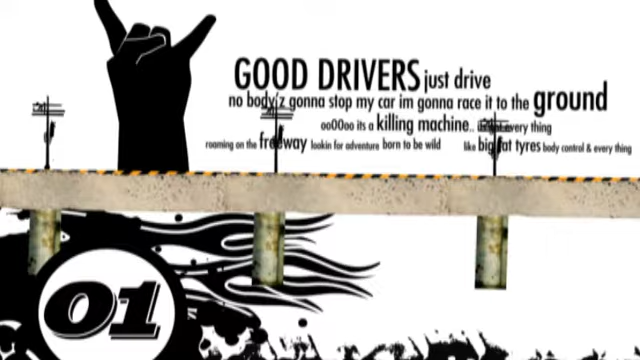 GOOD DRIVERS just drive
no body'z gonna stop my car im gonna race it to the ground
ooOOoo its a killing machine.. every thing
roaming on the freeway lookin for adventure born to be wild like big fat tyres body control & every thing
01